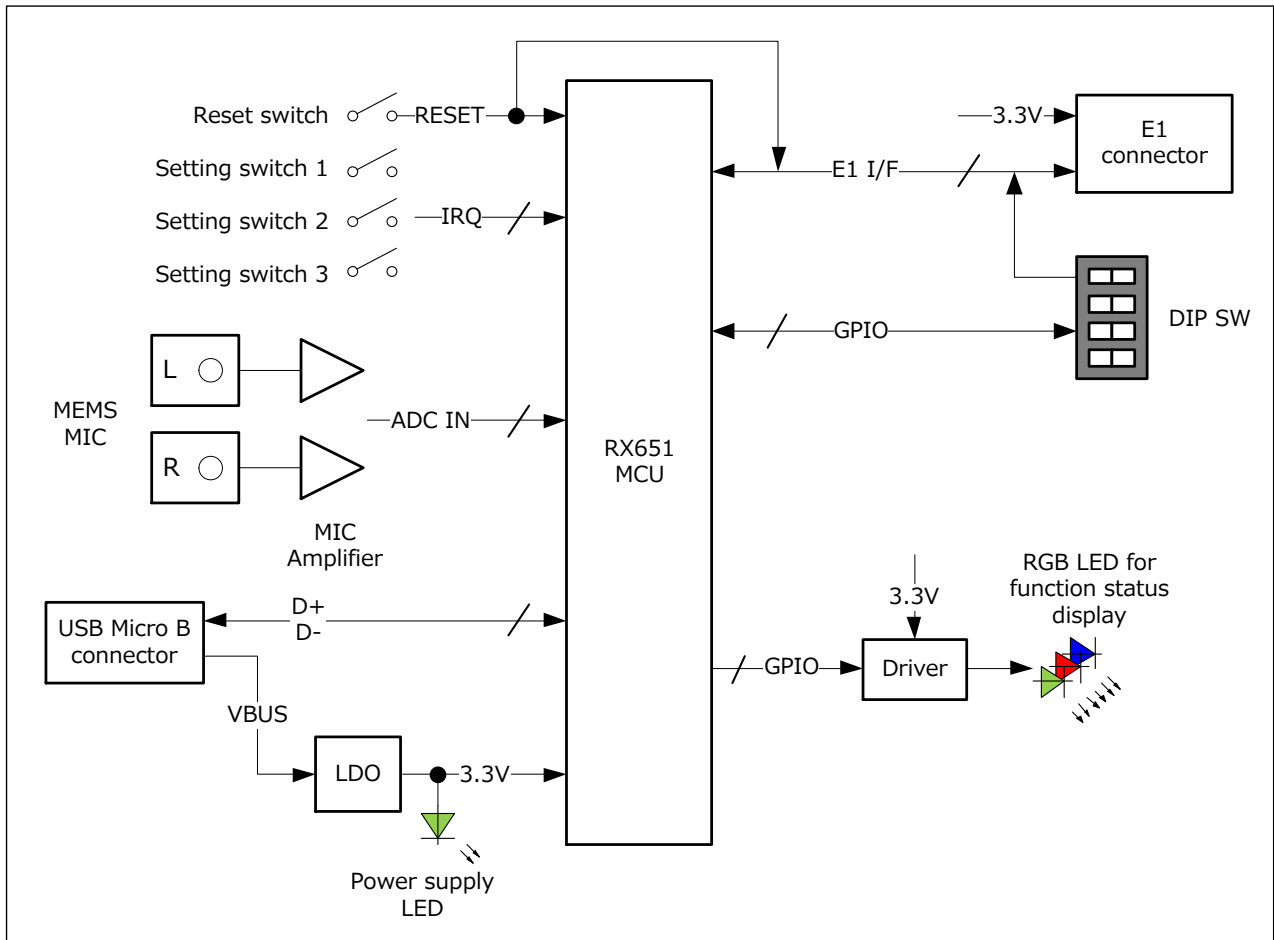 Reset switch
RESET
Setting switch 1
Setting switch 2
IRQ
Setting switch 3
MEMS
MIC
L
R
ADC IN
MIC
Amplifier
USB Micro B
connector
D+
D-
VBUS
LDO
3.3V
Power supply
LED
RX651
MCU
3.3V
E1
connector
E1 I/F
GPIO
DIP SW
3.3V
GPIO
Driver
RGB LED for
function status
display